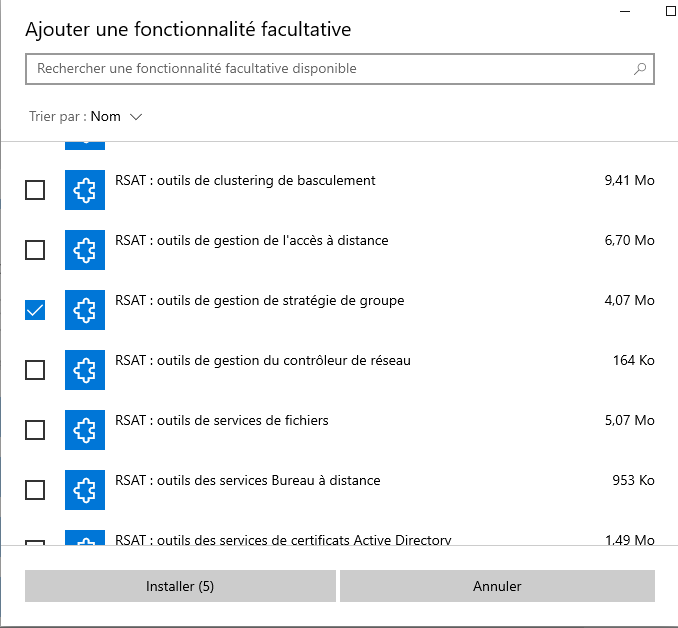 Ajouter une fonctionnalité facultative
Rechercher une fonctionnalité facultative disponible
Trier par : Nom
RSAT : outils de clustering de basculement 9,41 Mo
RSAT : outils de gestion de l'accès à distance 6,70 Mo
RSAT : outils de gestion de stratégie de groupe 4,07 Mo
RSAT : outils de gestion du contrôleur de réseau 164 Ko
RSAT : outils de services de fichiers 5,07 Mo
RSAT : outils des services Bureau à distance 953 Ko
RSAT : outils des services de certificats Active Directory 1,49 Mo
Installer (5) Annuler